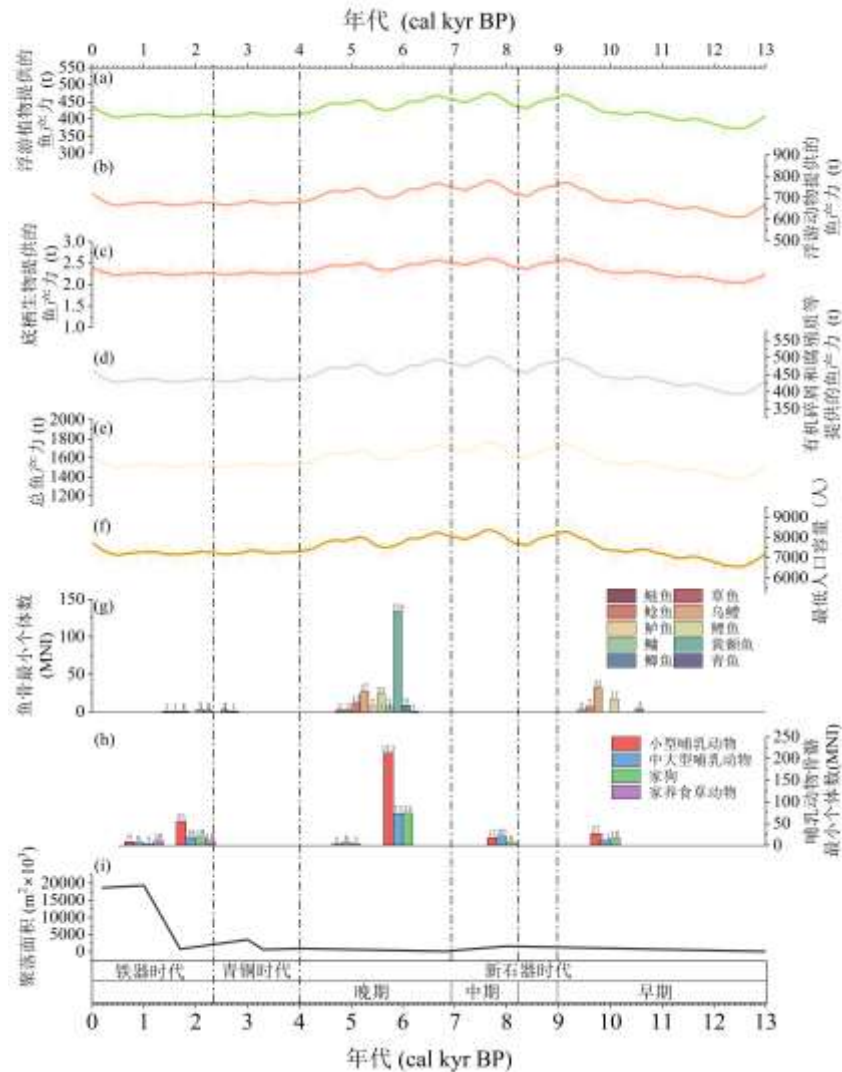 年代 (cal kyr BP)
0 1 2 3 4 5 6 7 8 9 10 11 12 13
(a)
浮游植物提供的
鱼产力 (t)
550
500
450
400
350
300
(b)
浮游动物提供的
鱼产力 (t)
900
800
700
600
500
(c)
底栖生物提供的
鱼产力 (t)
3.0
2.5
2.0
1.5
1.0
(d)
有机碎屑和腐殖质等
提供的鱼产力 (t)
550
500
450
400
350
(e)
总鱼产力 (t)
2000
1800
1600
1400
1200
(f)
最低人口容量 (人)
9000
8000
7000
6000
(g)
鱼骨最小个体数
(MNI)
150
100
50
0
鲑鱼 草鱼
鲶鱼 乌鳢
鲈鱼 鲤鱼
鳙 黄颡鱼
鲫鱼 青鱼
(h)
哺乳动物骨骼
最小个体数(MNI)
250
200
150
100
50
0
小型哺乳动物
中大型哺乳动物
家狗
家养食草动物
(i)
聚落面积 (m²×10³)
20000
15000
10000
5000
0
铁器时代 青铜时代 新石器时代
晚期 中期 早期
0 1 2 3 4 5 6 7 8 9 10 11 12 13
年代 (cal kyr BP)